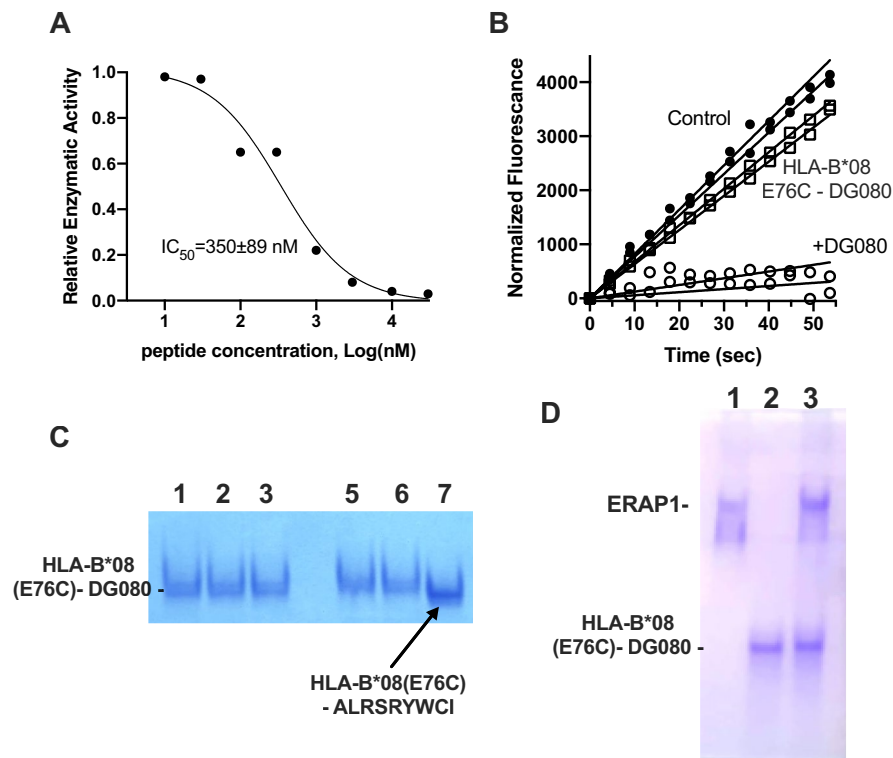 A
Relative Enzymatic Activity
1.0
0.8
0.6
0.4
0.2
0.0
IC50=350±89 nM
1
2
3
4
peptide concentration, Log(nM)
B
Normalized Fluorescance
4000
3000
2000
1000
0
Control
HLA-B*08
E76C - DG080
+DG080
0
10
20
30
40
50
Time (sec)
C
1 2 3 5 6 7
HLA-B*08
(E76C)- DG080 -
HLA-B*08(E76C)
- ALRSRYWCI
D
1 2 3
ERAP1-
HLA-B*08
(E76C)- DG080 -